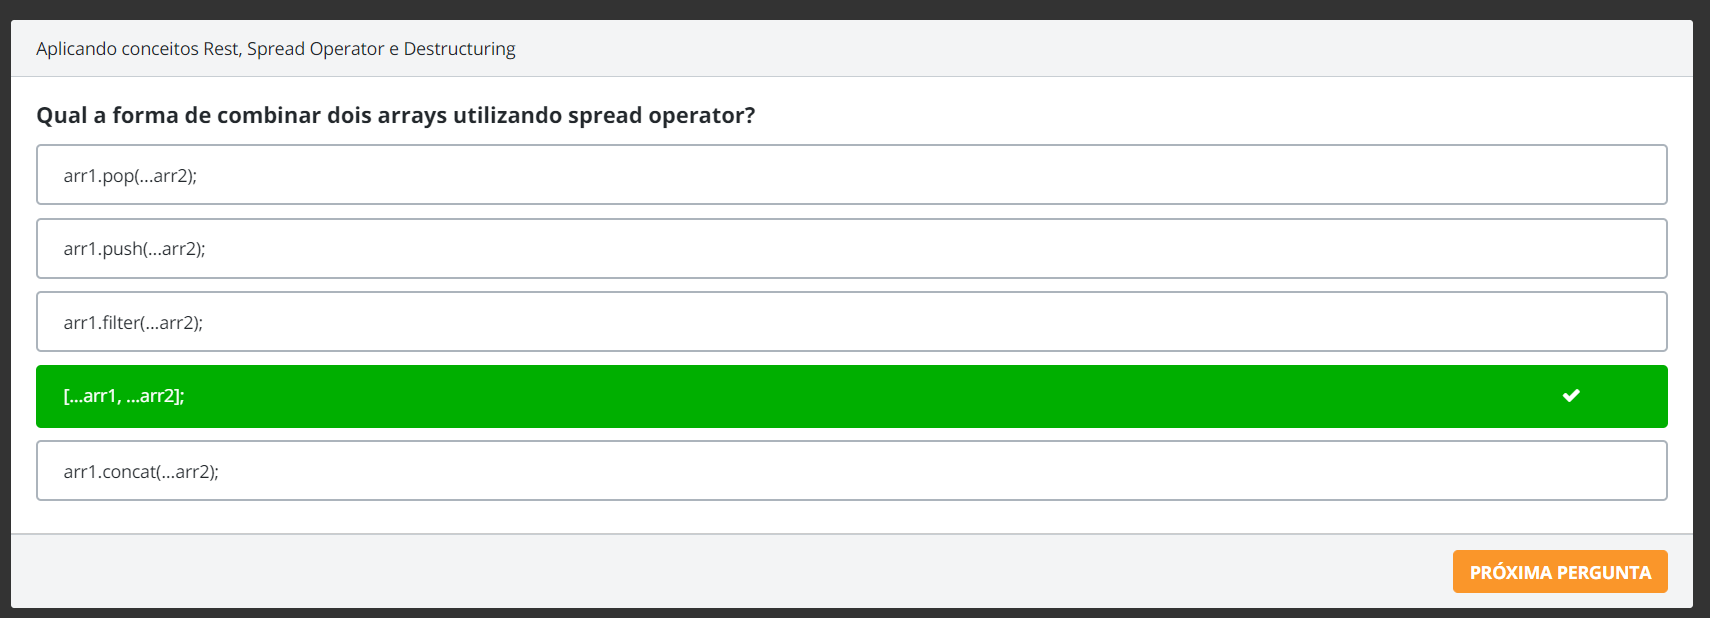 Aplicando conceitos Rest, Spread Operator e Destructuring
Qual a forma de combinar dois arrays utilizando spread operator?
arr1.pop(...arr2);
arr1.push(...arr2);
arr1.filter(...arr2);
[...arr1, ...arr2];
arr1.concat(...arr2);
PRÓXIMA PERGUNTA